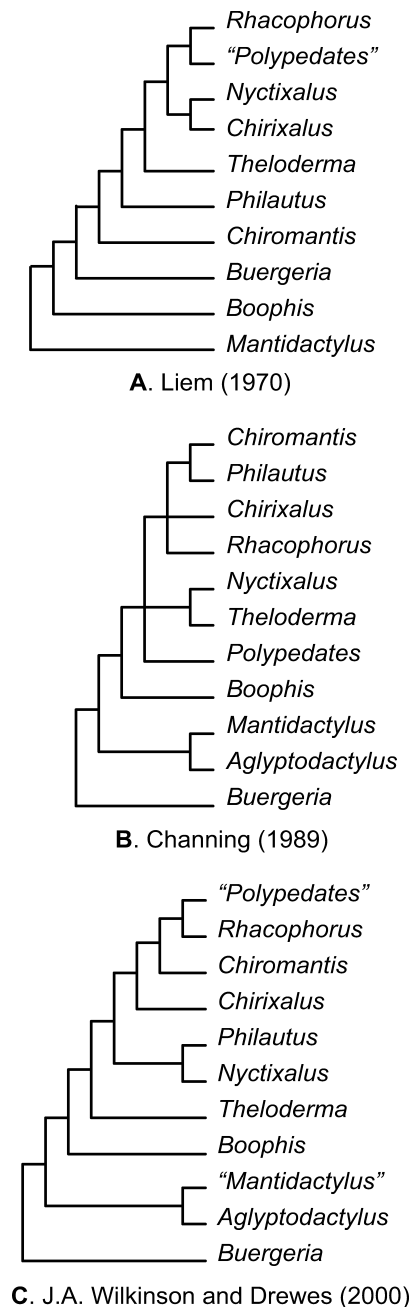 Rhacophorus
“Polypedates”
Nyctixalus
Chirixalus
Theloderma
Philautus
Chiromantis
Buergeria
Boophis
Mantidactylus
A. Liem (1970)
Chiromantis
Philautus
Chirixalus
Rhacophorus
Nyctixalus
Theloderma
Polypedates
Boophis
Mantidactylus
Aglyptodactylus
Buergeria
B. Channing (1989)
“Polypedates”
Rhacophorus
Chiromantis
Chirixalus
Philautus
Nyctixalus
Theloderma
Boophis
“Mantidactylus”
Aglyptodactylus
Buergeria
C. J.A. Wilkinson and Drewes (2000)